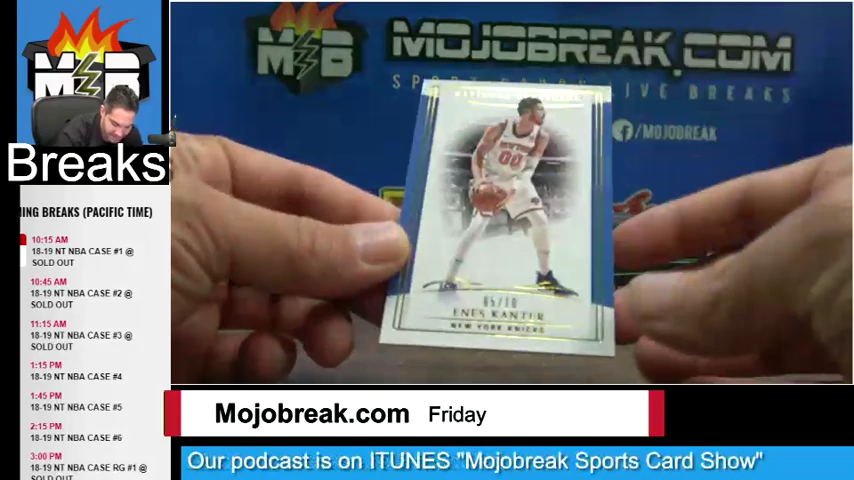 M B
MOJOBREAK.COM
SPORT
LIVE BREAKS
/MOJOBREAK
M B
Breaks
00
05/10
ENES KANTER
NEW YORK KNICKS
MING BREAKS (PACIFIC TIME)
10:15 AM
18-19 NT NBA CASE #1 @
SOLD OUT
10:45 AM
18-19 NT NBA CASE #2 @
SOLD OUT
11:15 AM
18-19 NT NBA CASE #3 @
SOLD OUT
1:15 PM
18-19 NT NBA CASE #4
1:45 PM
18-19 NT NBA CASE #5
2:15 PM
18-19 NT NBA CASE #6
3:00 PM
18-19 NT NBA CASE RG #1 @
SOLD OUT
Mojobreak.com Friday
Our podcast is on ITUNES "Mojobreak Sports Card Show"